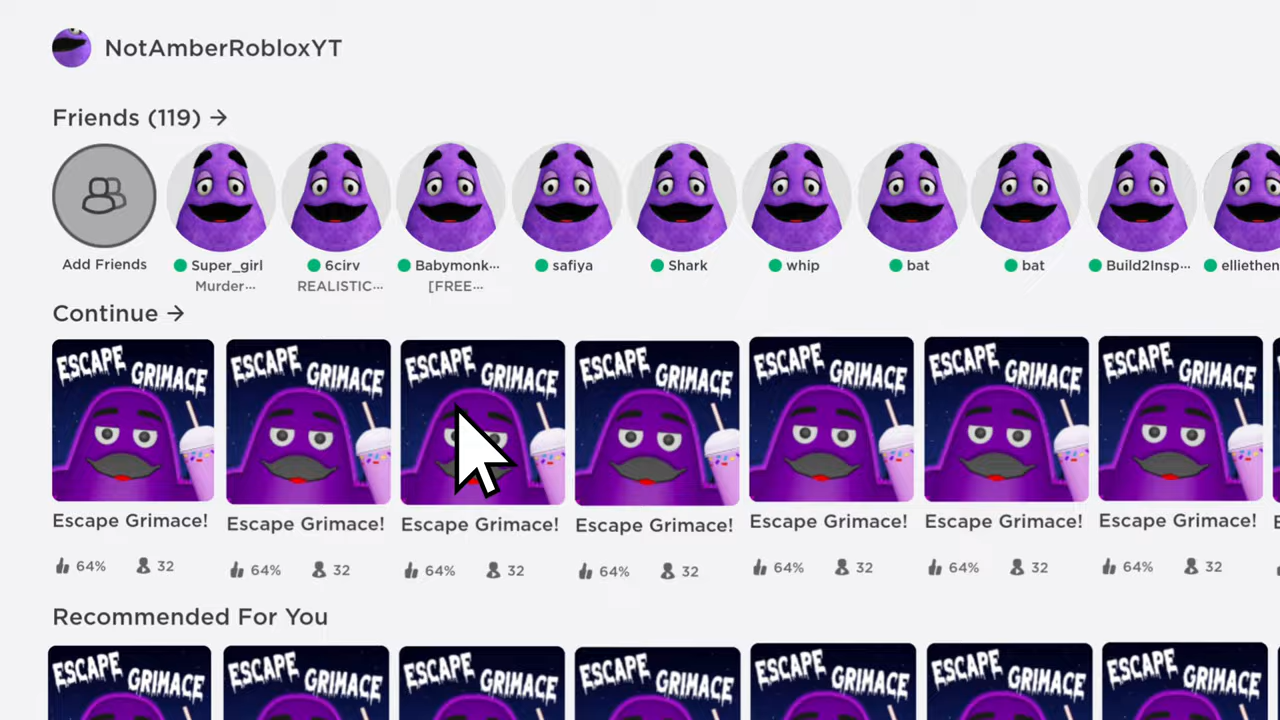 NotAmberRobloxYT
Friends (119) →
Add Friends
Super_girl
6cirv
Babymonk...
safiya
Shark
whip
bat
bat
Build2Insp...
elliethen
Murder...
REALISTIC...
[FREE...
Continue →
ESCAPE GRIMACE
ESCAPE GRIMACE
ESCAPE GRIMACE
ESCAPE GRIMACE
ESCAPE GRIMACE
ESCAPE GRIMACE
ESCAPE GRIMACE
Escape Grimace!
Escape Grimace!
Escape Grimace!
Escape Grimace!
Escape Grimace!
Escape Grimace!
Escape Grimace!
64% 32
64% 32
64% 32
64% 32
64% 32
64% 32
64% 32
Recommended For You
ESCAPE GRIMACE
ESCAPE GRIMACE
ESCAPE GRIMACE
ESCAPE GRIMACE
ESCAPE GRIMACE
ESCAPE GRIMACE
ESCAPE GRIMACE